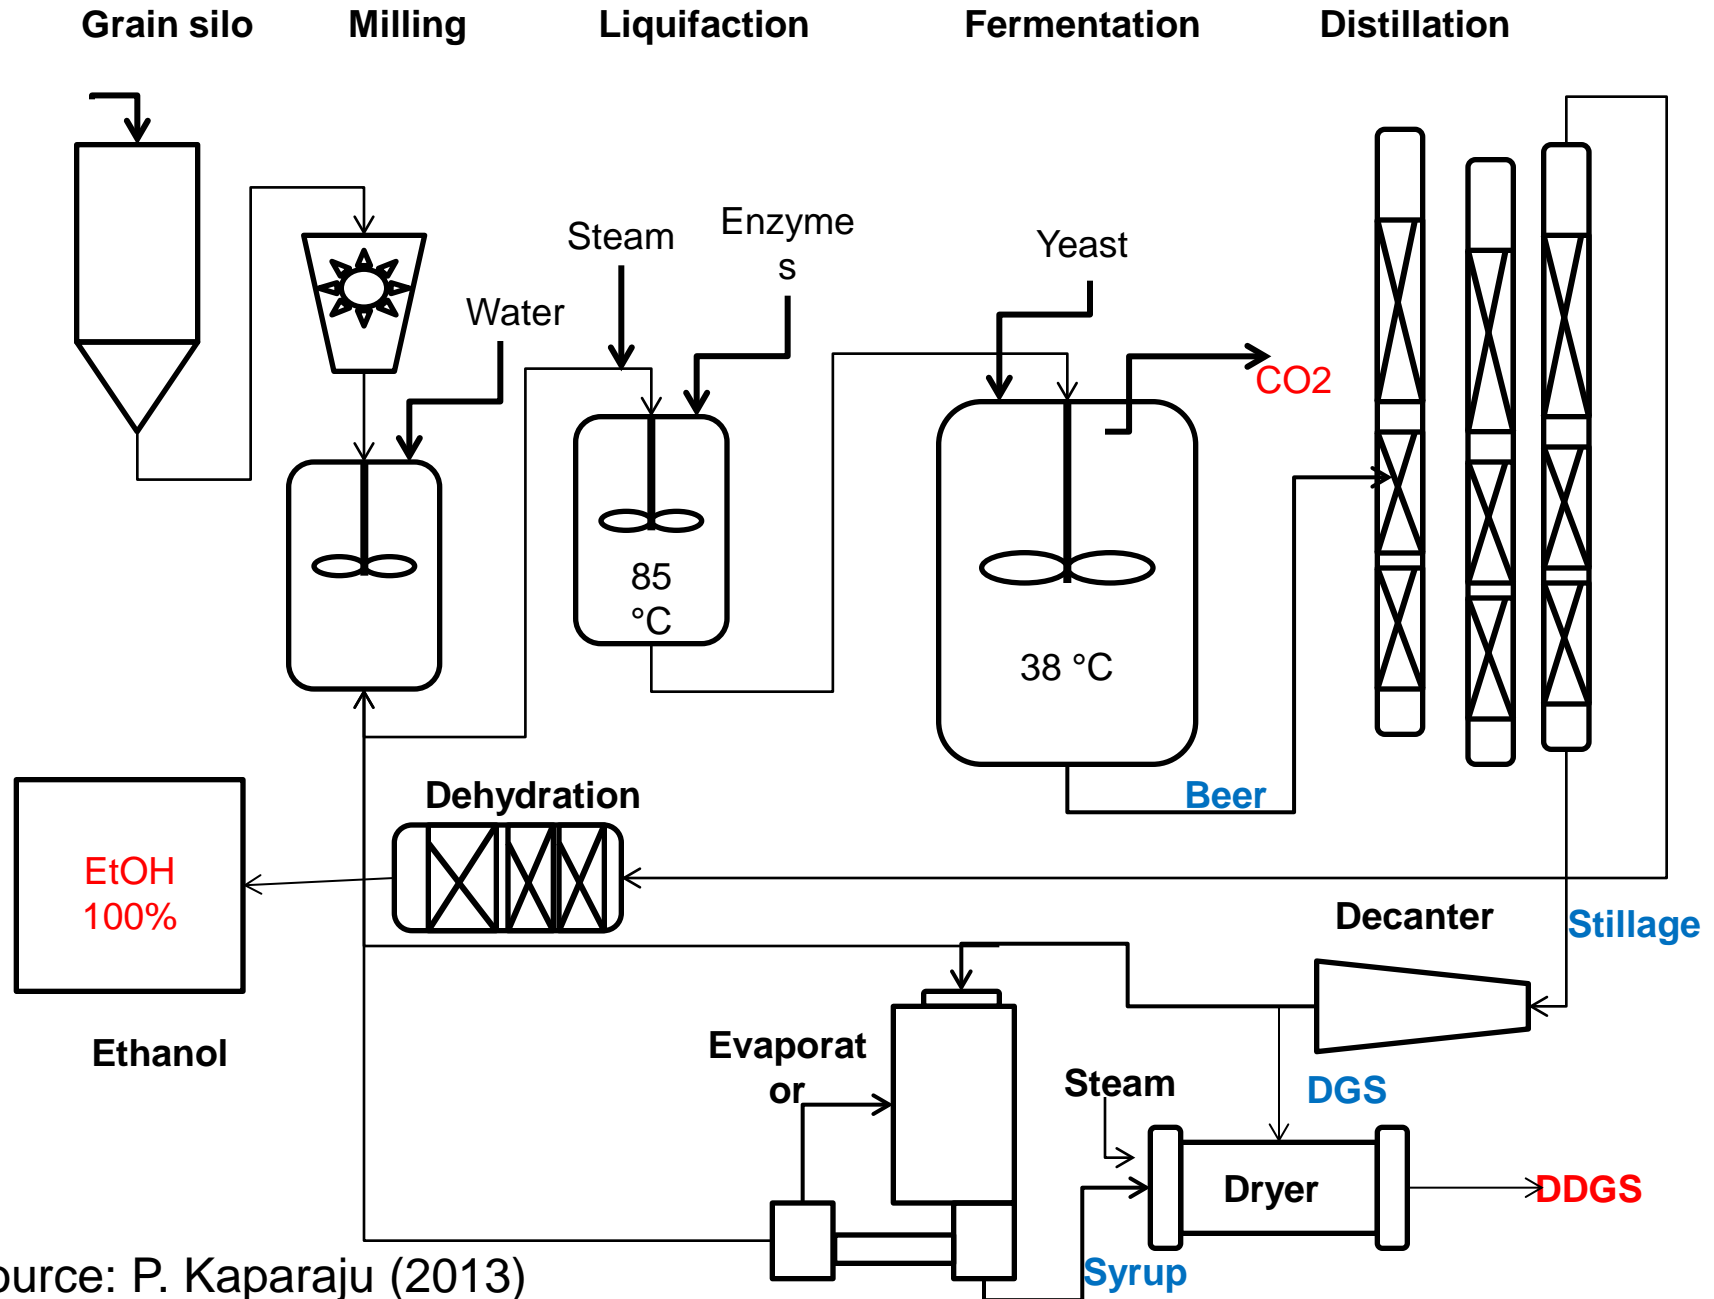 Grain silo
Milling
Liquifaction
Fermentation
Distillation
Steam
Enzyme
s
Yeast
Water
CO2
85
°C
38 °C
Dehydration
Beer
EtOH
100%
Decanter
Stillage
Ethanol
Evaporat
or
Steam
DGS
Dryer
DDGS
Syrup
ource: P. Kaparaju (2013)